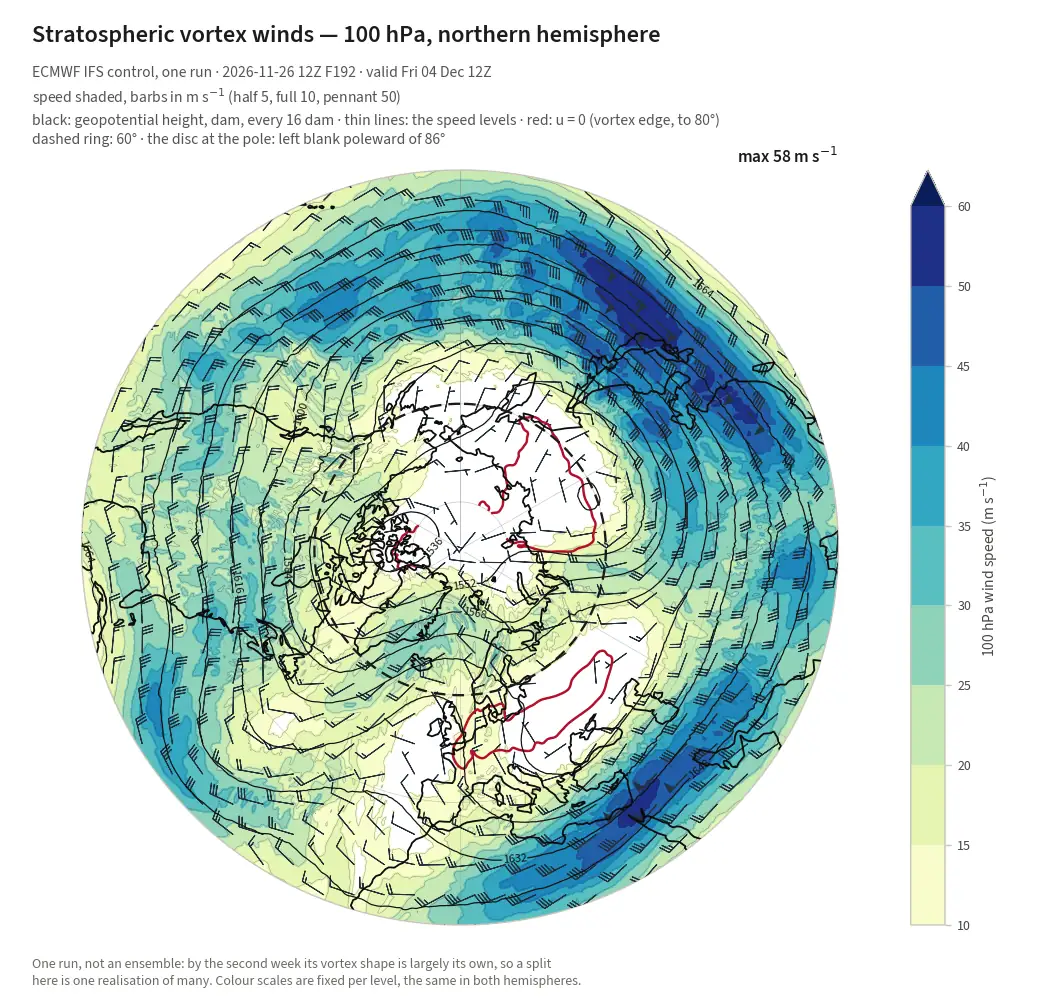 Stratospheric vortex winds — 100 hPa, northern hemisphere
ECMWF IFS control, one run · 2026-11-26 12Z F192 · valid Fri 04 Dec 12Z
speed shaded, barbs in m s⁻¹ (half 5, full 10, pennant 50)
black: geopotential height, dam, every 16 dam · thin lines: the speed levels · red: u = 0 (vortex edge, to 80°)
dashed ring: 60° · the disc at the pole: left blank poleward of 86°
max 58 m s⁻¹
60
50
45
40
35
30
25
20
15
10
100 hPa wind speed (m s⁻¹)
1664
1536
1552
1568
1616
1632
One run, not an ensemble: by the second week its vortex shape is largely its own, so a split
here is one realisation of many. Colour scales are fixed per level, the same in both hemispheres.